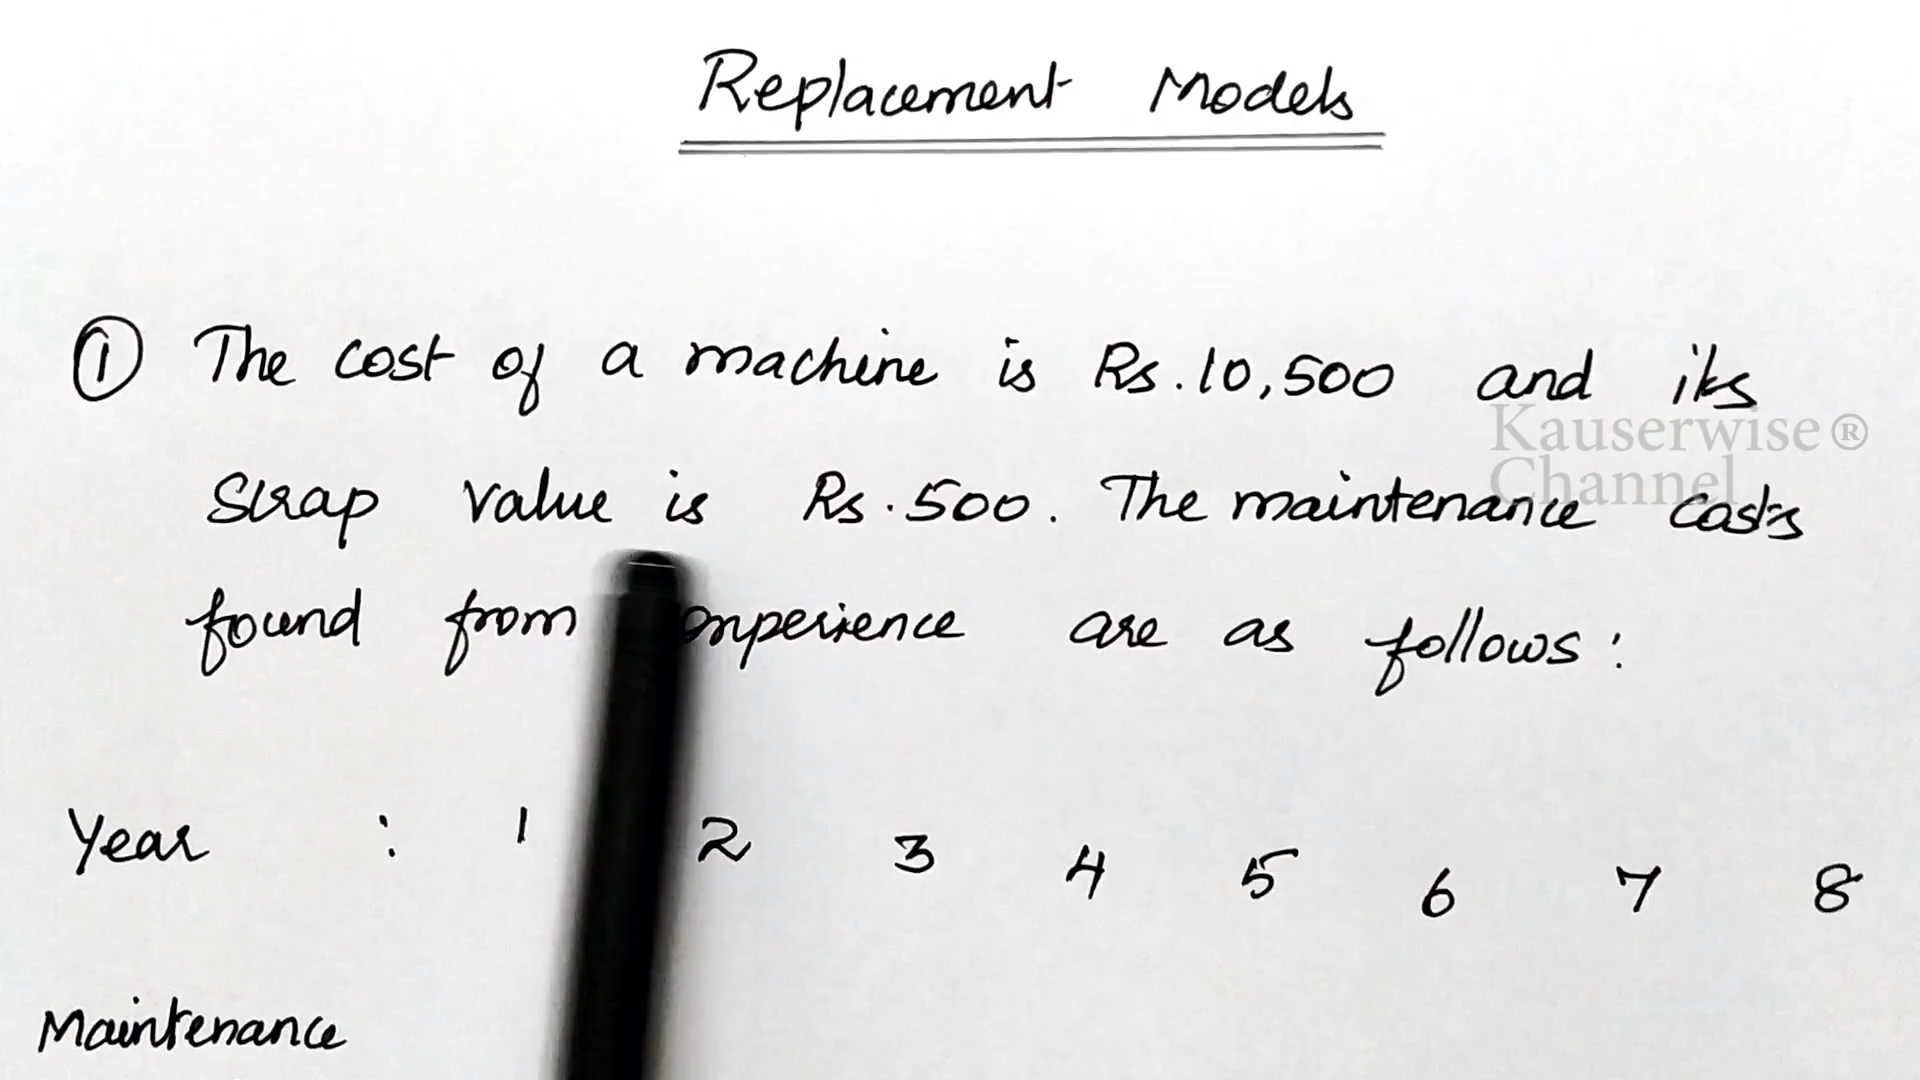 Replacement Models
① The cost of a machine is Rs.10,500 and its
Kauserwise®
Channel
Scrap value is Rs.500. The maintenance costs
found from experience are as follows:
Year : 1 2 3 4 5 6 7 8
Maintenance